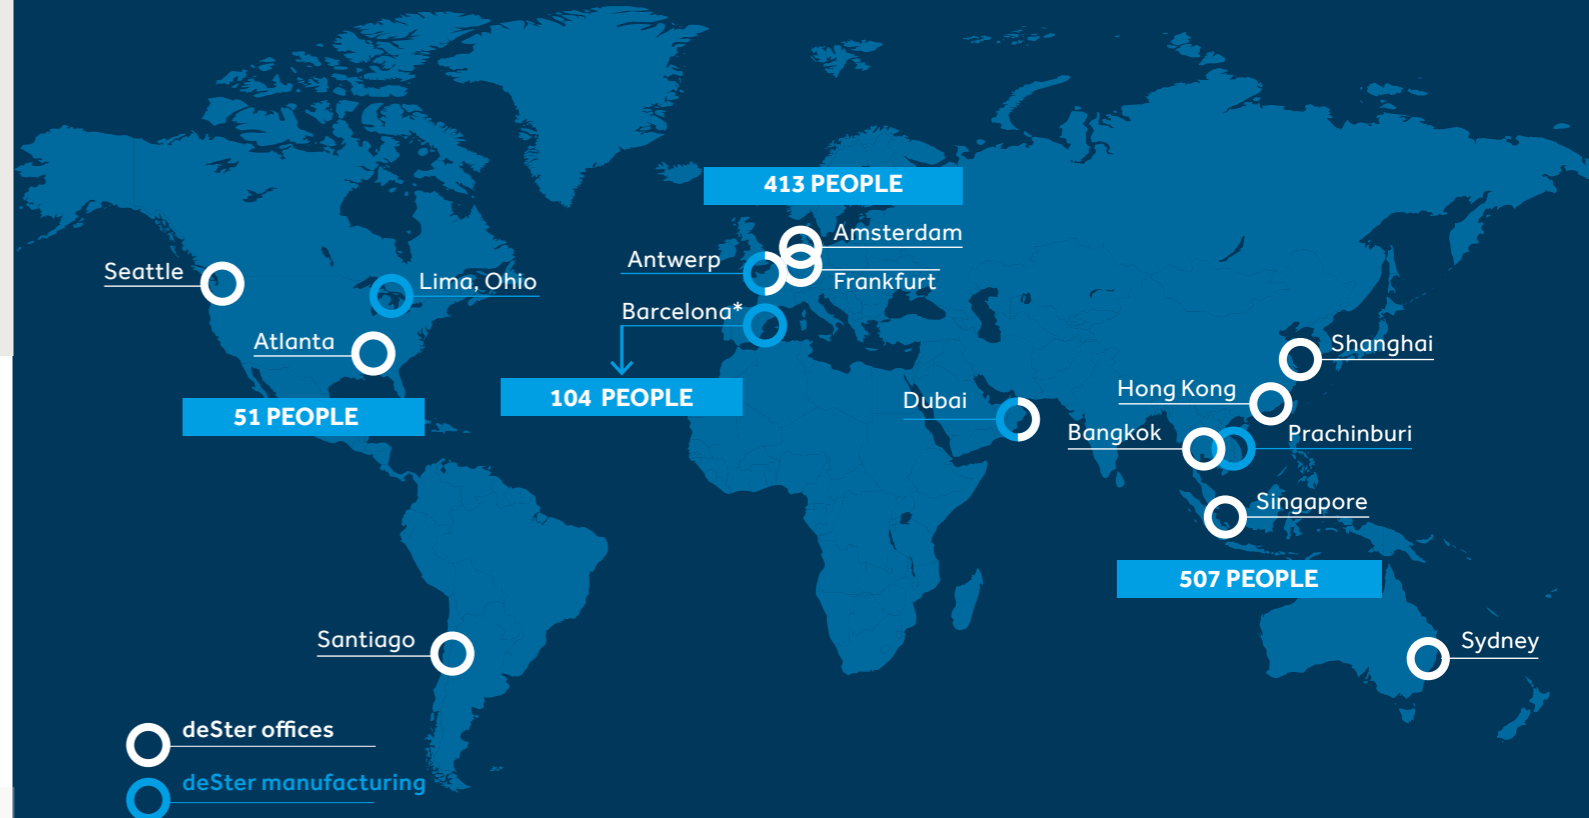 413 PEOPLE
Amsterdam
Antwerp
Frankfurt
Seattle
Lima, Ohio
Barcelona*
Atlanta
Shanghai
104 PEOPLE
51 PEOPLE
Dubai
Hong Kong
Bangkok
Prachinburi
Singapore
507 PEOPLE
Santiago
Sydney
deSter offices
deSter manufacturing